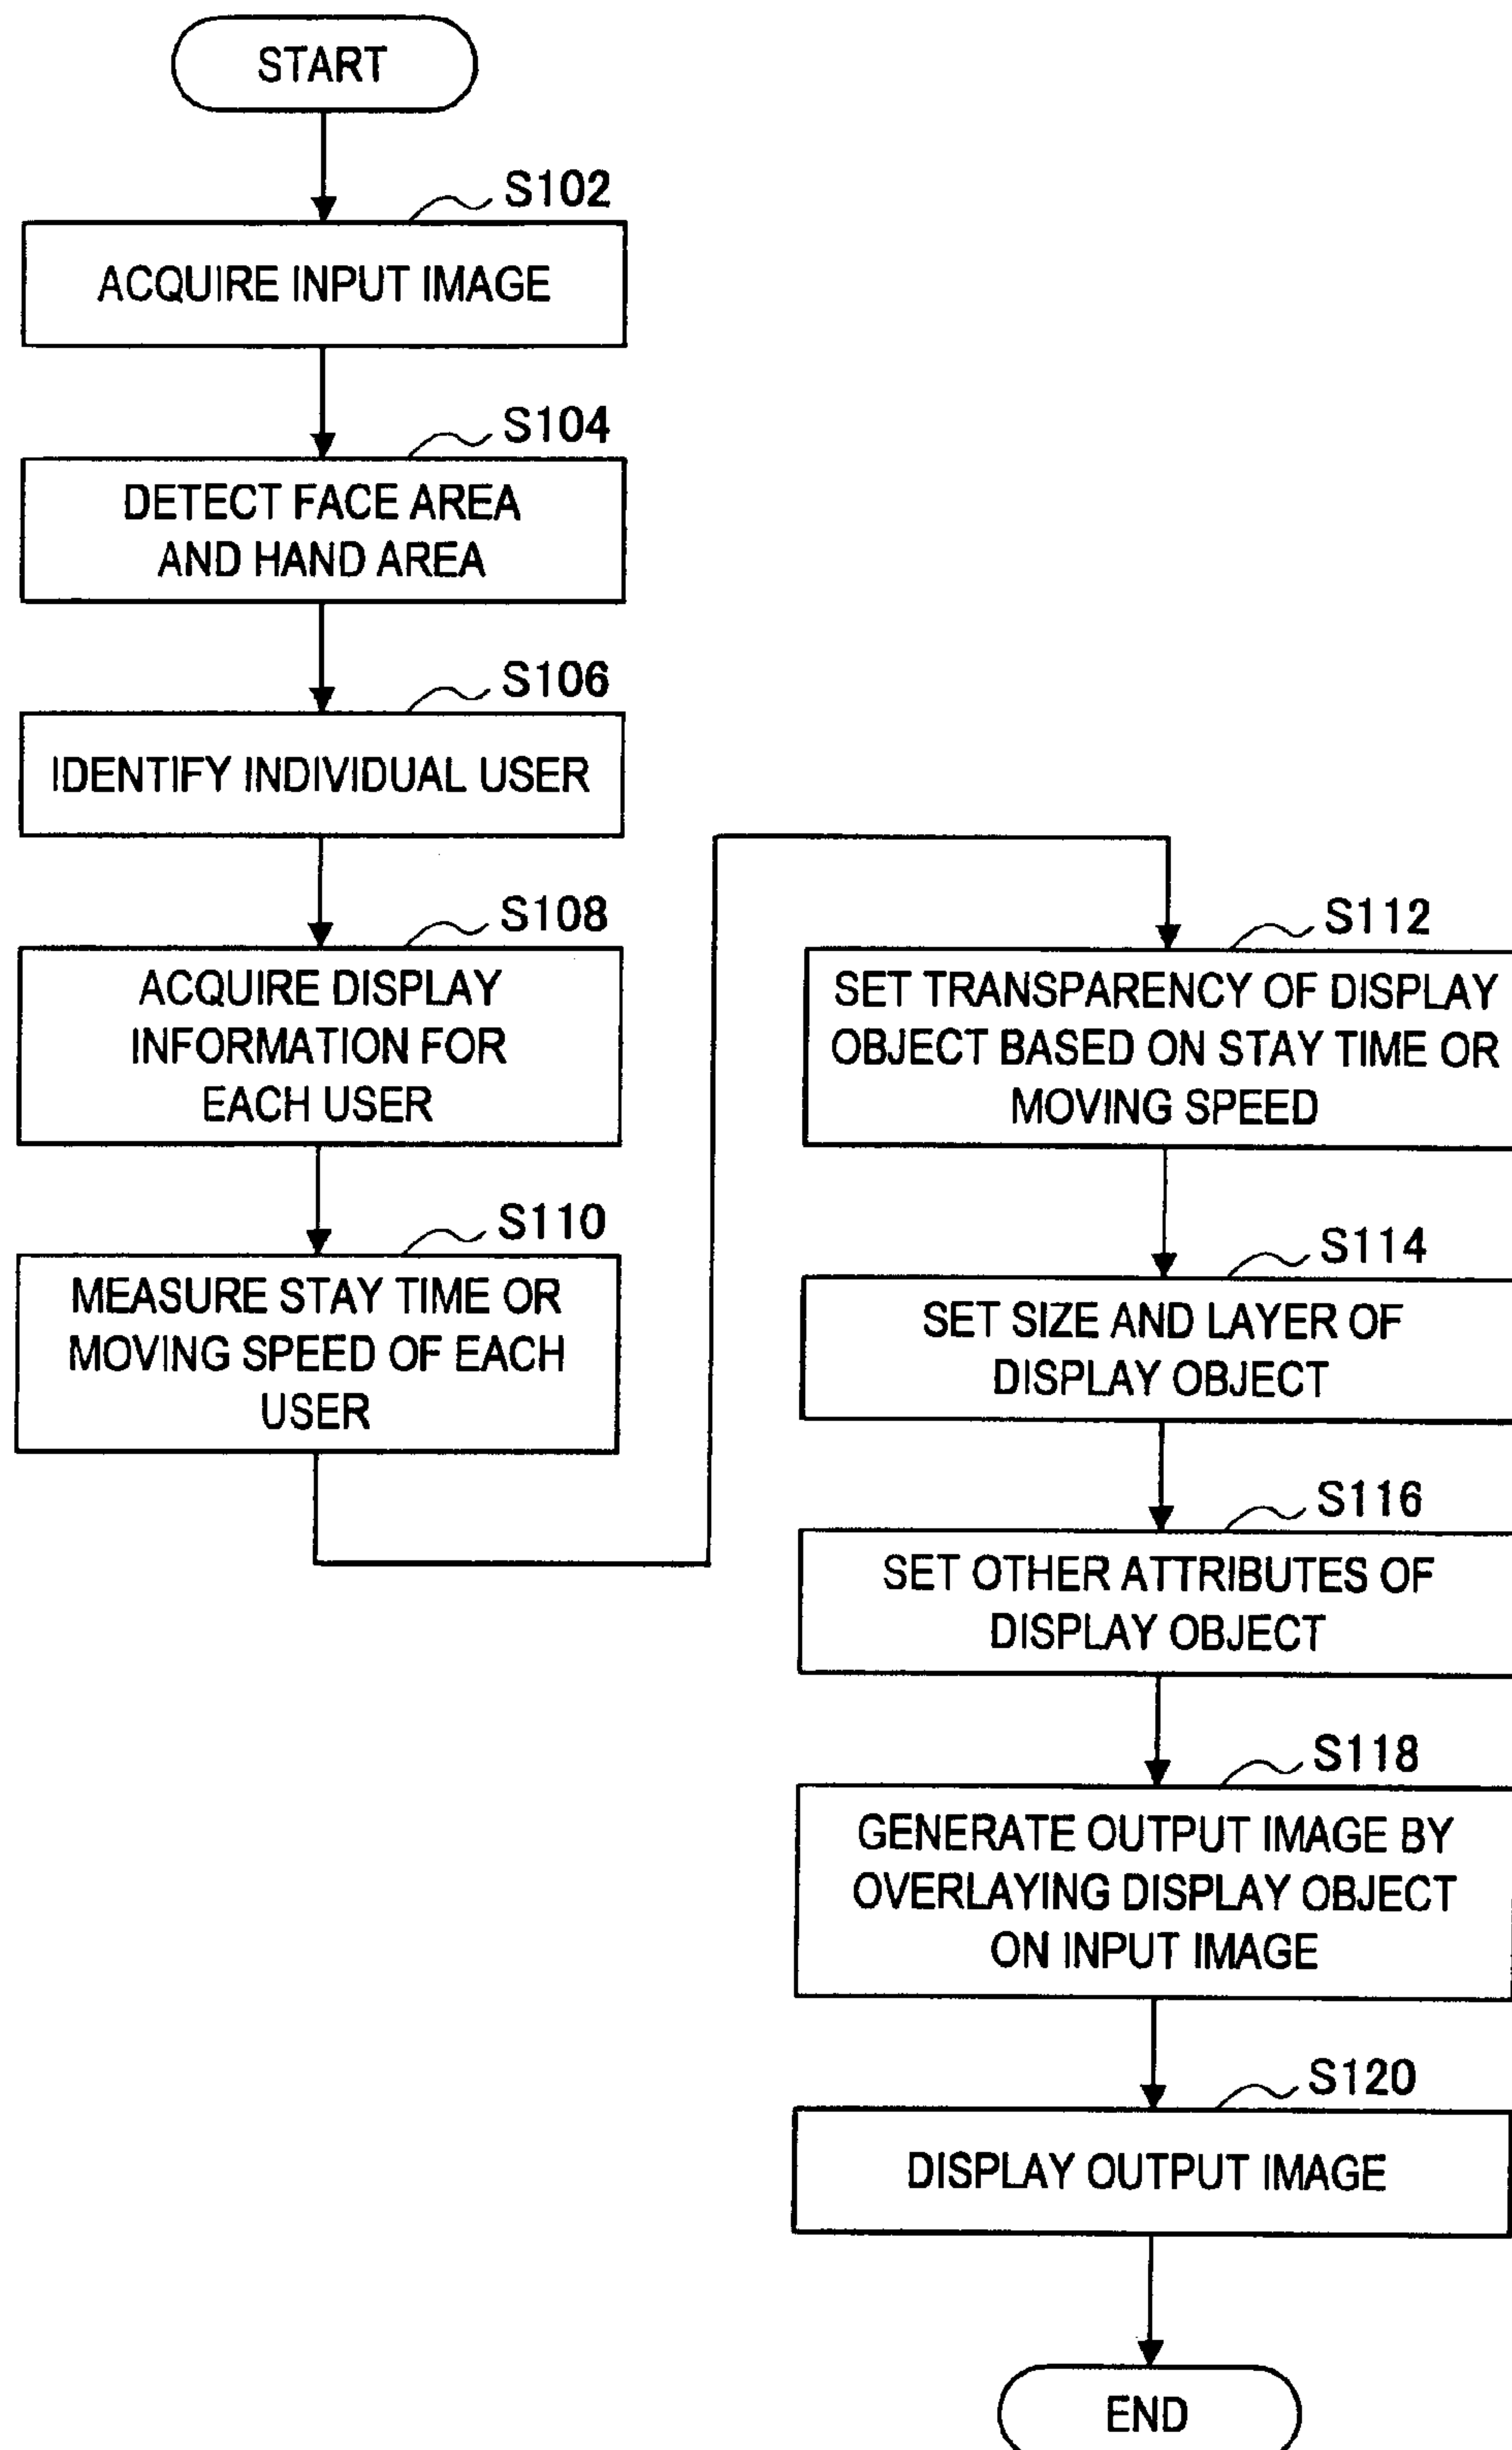 START
S102
ACQUIRE INPUT IMAGE
S104
DETECT FACE AREA
AND HAND AREA
S106
IDENTIFY INDIVIDUAL USER
S108
ACQUIRE DISPLAY
INFORMATION FOR
EACH USER
S110
MEASURE STAY TIME OR
MOVING SPEED OF EACH
USER
S112
SET TRANSPARENCY OF DISPLAY
OBJECT BASED ON STAY TIME OR
MOVING SPEED
S114
SET SIZE AND LAYER OF
DISPLAY OBJECT
S116
SET OTHER ATTRIBUTES OF
DISPLAY OBJECT
S118
GENERATE OUTPUT IMAGE BY
OVERLAYING DISPLAY OBJECT
ON INPUT IMAGE
S120
DISPLAY OUTPUT IMAGE
END